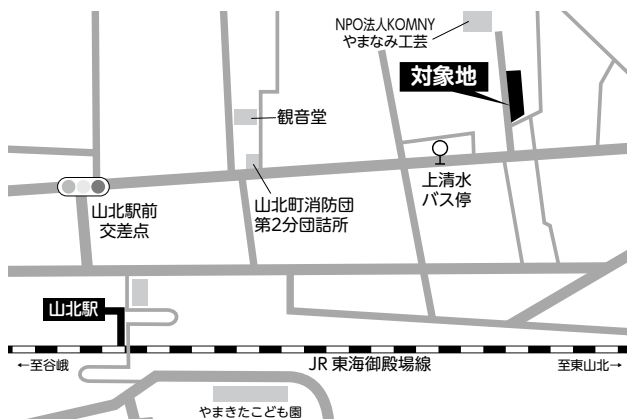 NPO法人KOMNY
やまなみ工芸
対象地
観音堂
上清水
バス停
山北町消防団
第2分団詰所
山北駅前
交差点
山北駅
JR 東海御殿場線
←至谷峨
至東山北→
やまきたこども園